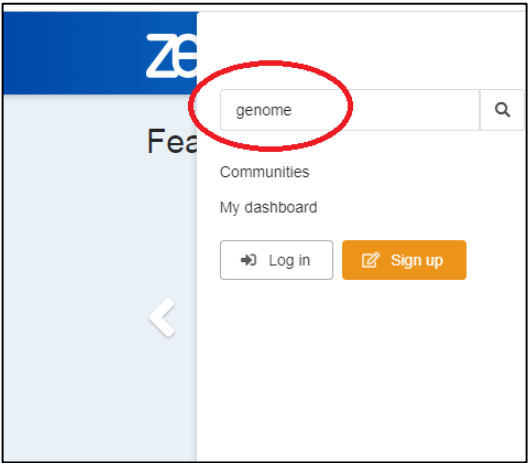 ze
genome
Fea
Communities
My dashboard
Log in Sign up